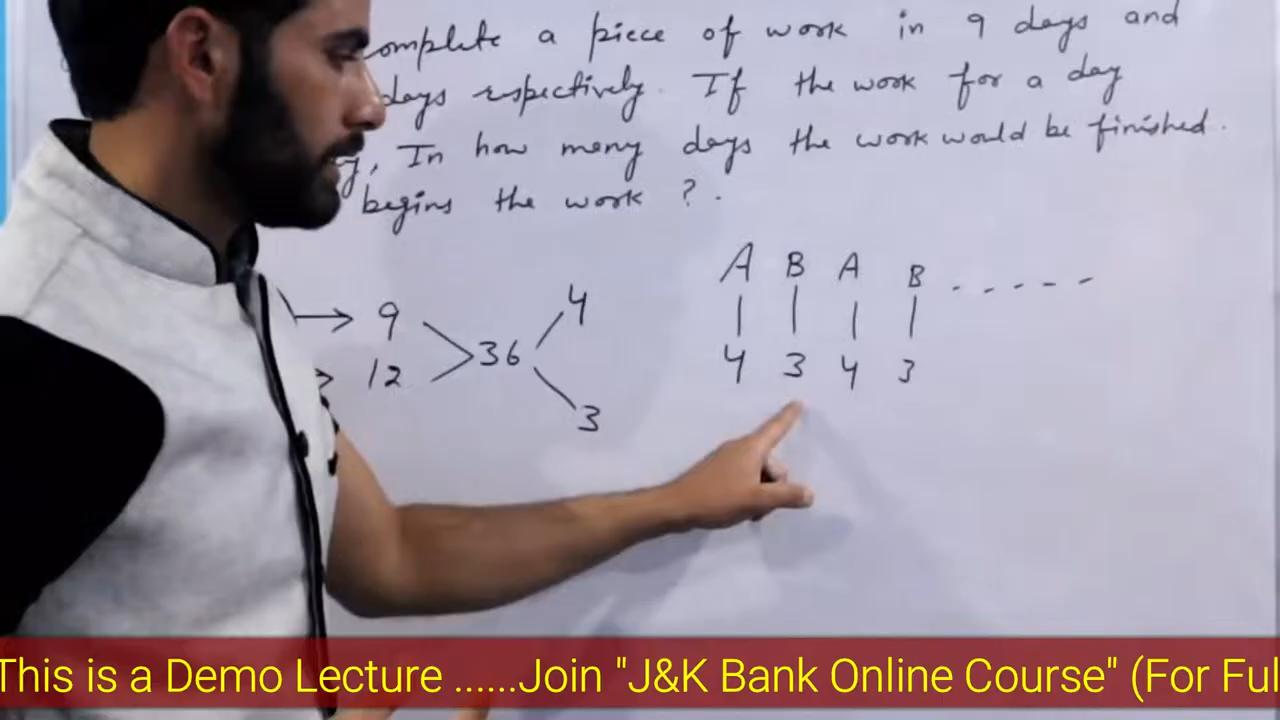 omplete a piece of work in 9 days and
days respectively. If the work for a day
y, In how many days the work would be finished.
begins the work ?.
A B A B - - - - -
4 3 4 3
9
12
36
4
3
This is a Demo Lecture ......Join "J&K Bank Online Course" (For Ful